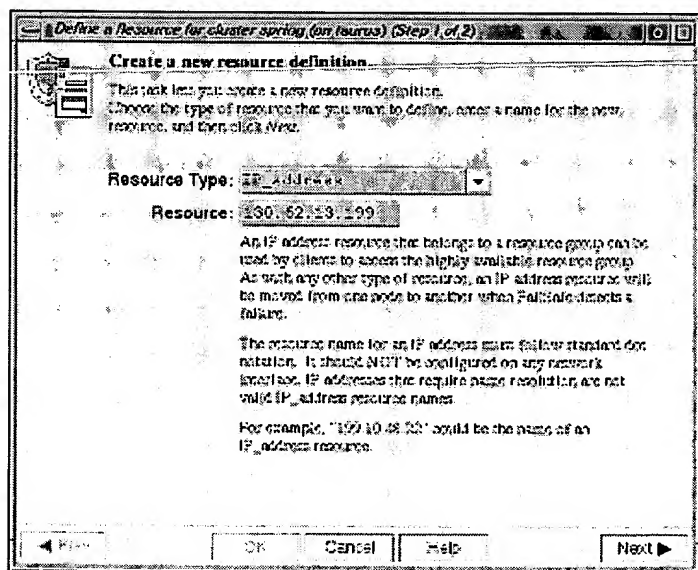 Define a Resource for cluster spring (on taurus) (Step 1 of 2)
Create a new resource definition
This task lets you create a new resource definition.
Choose the type of resource that you want to define, enter a name for the new
resource, and then click Next.
Resource Type: IP_address
Resource: 130.62.13.199
An IP address resource that belongs to a resource group can be
used by clients to access the highly available resource group
As with any other type of resource, an IP address resource will
be moved from one node to another when FailSafe detects a
failure.
The resource name for an IP address must follow standard dot
notation. It should NOT be configured on any network
interface. IP addresses that require name resolution are not
valid IP_address resource names.
For example, " could be the name of an
IP_address resource.
Prev OK Cancel Help Next